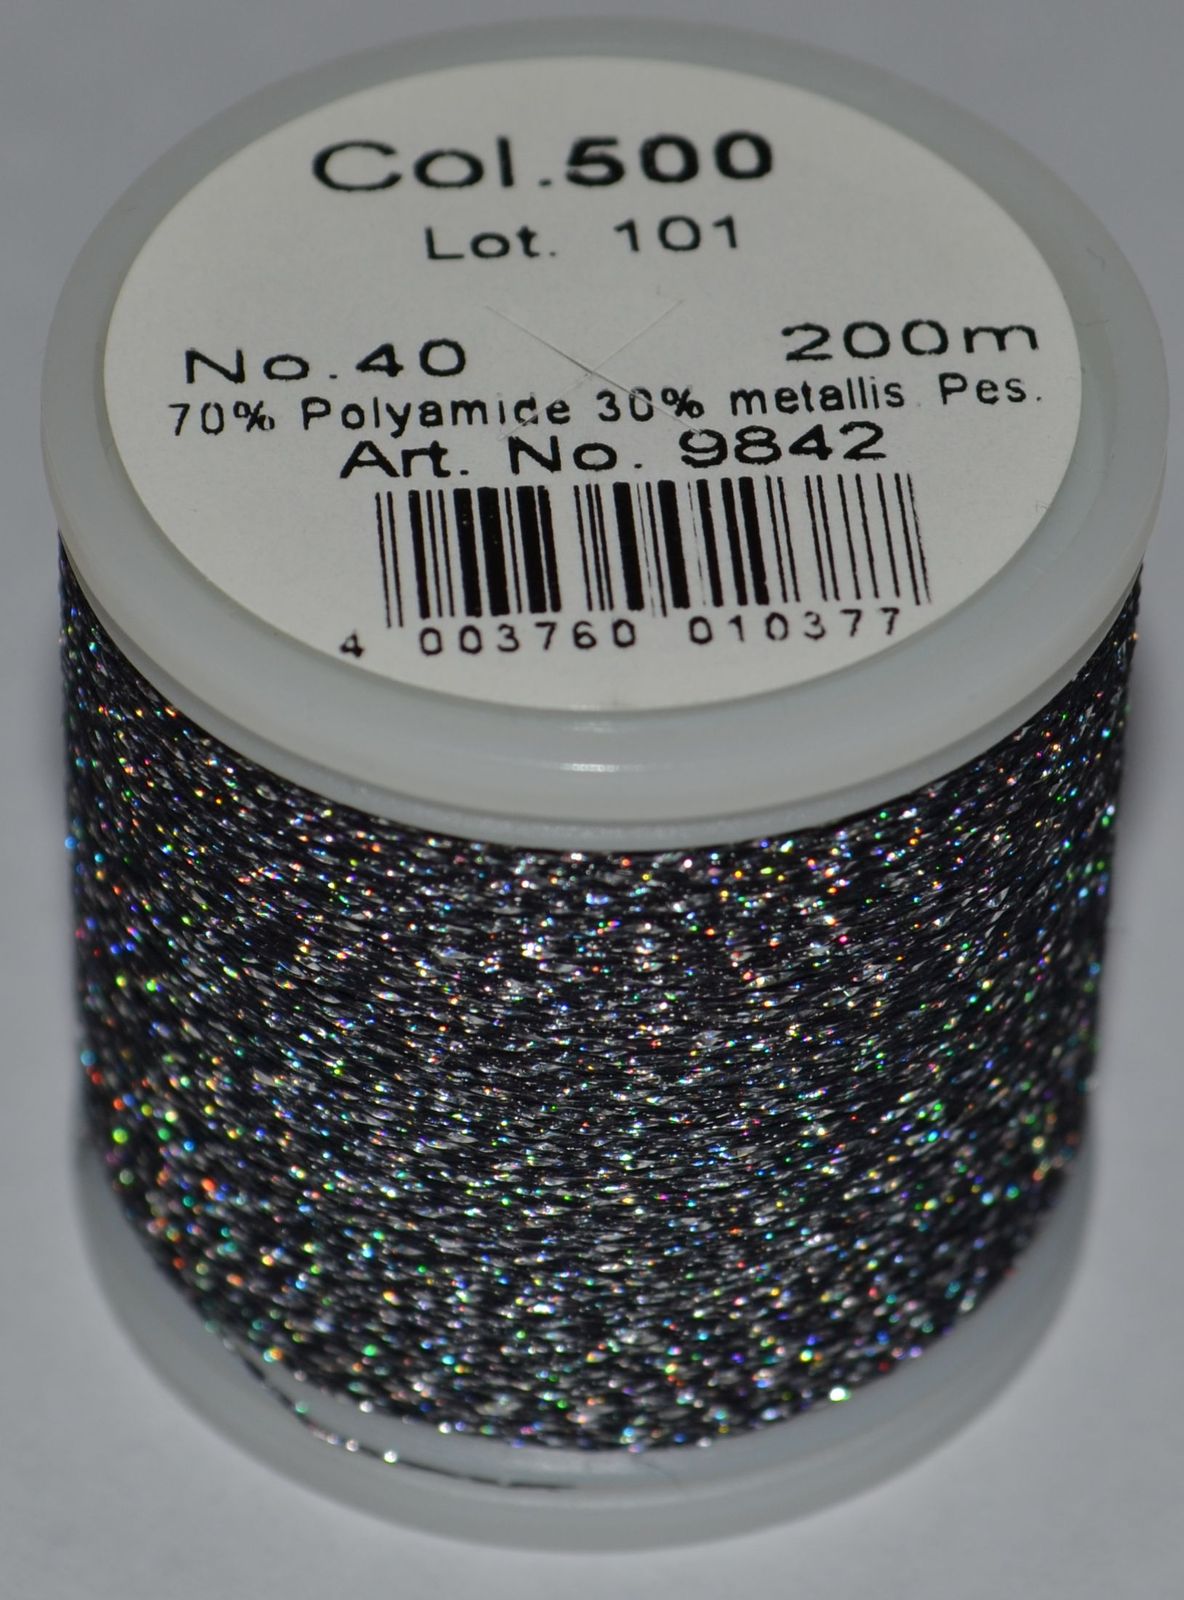 Col.500
Lot. 101
No.40 200m
70% Polyamide 30% metallis. Pes.
Art. No. 9842
4 003760 010377